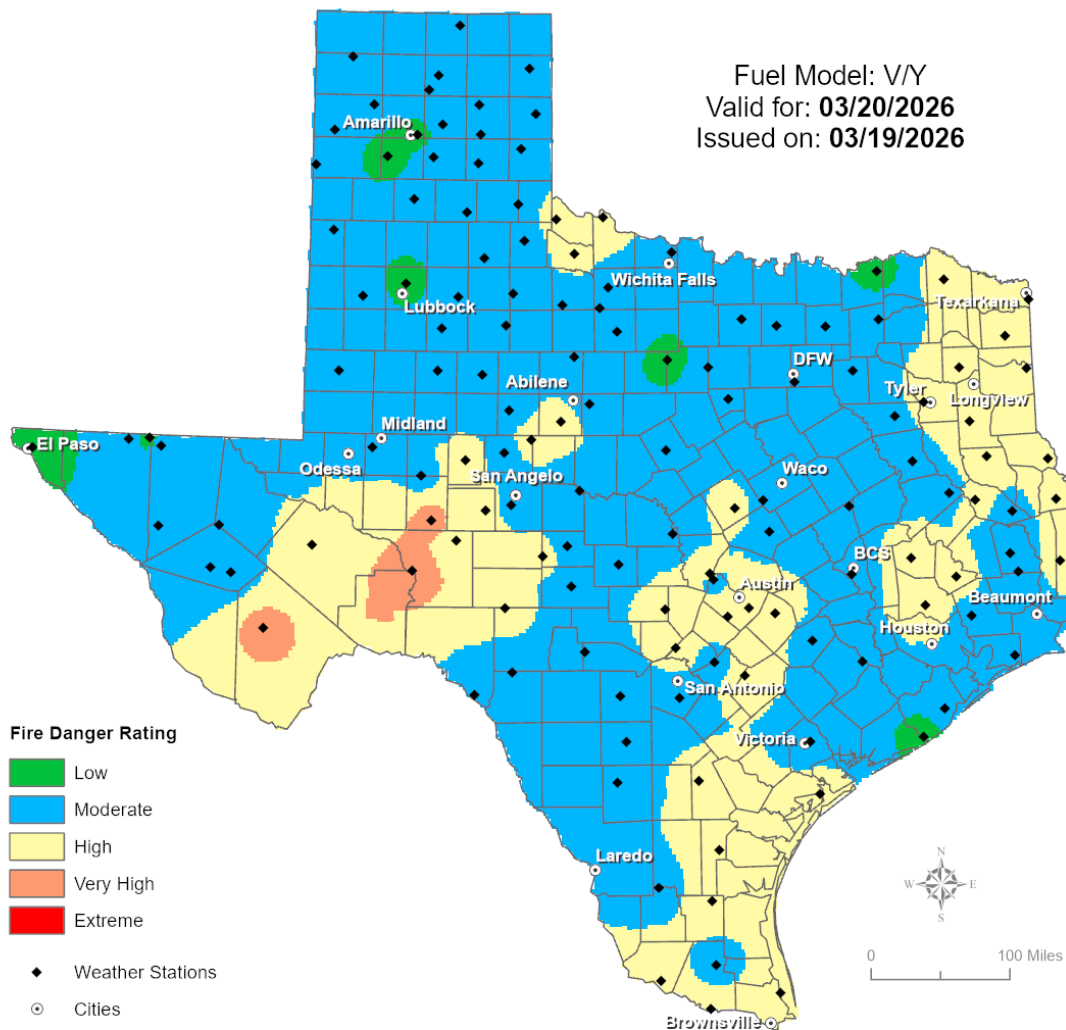 Fuel Model: V/Y
Valid for: 03/20/2026
Issued on: 03/19/2026
Amarillo
Wichita Falls
Lubbock
Texarkana
DFW
Abilene
Tyler
Longview
El Paso
Midland
Odessa
San Angelo
Waco
BCS
Austin
Beaumont
Houston
San Antonio
Victoria
Laredo
Brownsville
Fire Danger Rating
Low
Moderate
High
Very High
Extreme
Weather Stations
Cities
N
W E
S
0 100 Miles